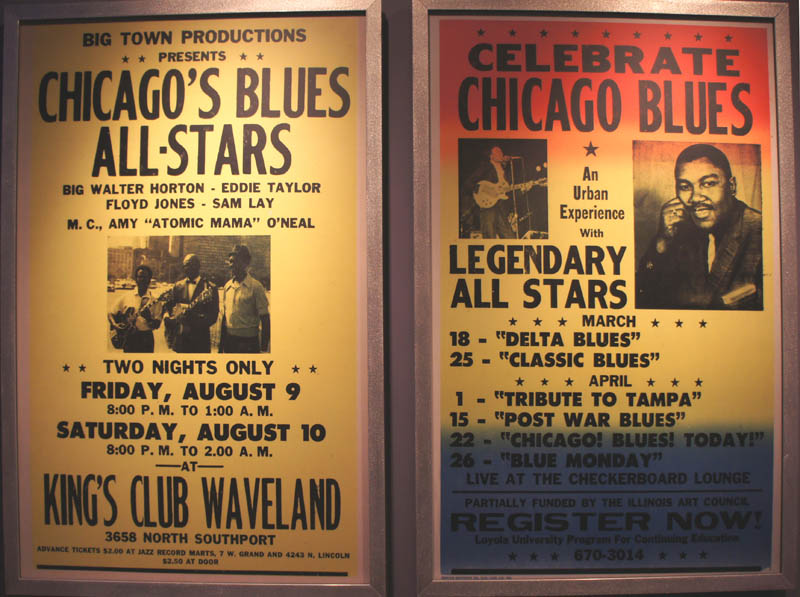 BIG TOWN PRODUCTIONS
PRESENTS
CHICAGO'S BLUES
ALL-STARS
BIG WALTER HORTON - EDDIE TAYLOR
FLOYD JONES - SAM LAY
M. C., AMY "ATOMIC MAMA" O'NEAL
TWO NIGHTS ONLY
FRIDAY, AUGUST 9
8:00 P. M. TO 1:00 A. M.
SATURDAY, AUGUST 10
8:00 P. M. TO 2.00 A. M.
AT
KING'S CLUB WAVELAND
3658 NORTH SOUTHPORT
ADVANCE TICKETS $2.00 AT JAZZ RECORD MARTS, 7 W. GRAND AND 4243 N. LINCOLN
$2.50 AT DOOR
CELEBRATE
CHICAGO BLUES
An
Urban
Experience
With
LEGENDARY
ALL STARS
MARCH
18 - "DELTA BLUES"
25 - "CLASSIC BLUES"
APRIL
1 - "TRIBUTE TO TAMPA"
15 - "POST WAR BLUES"
22 - "CHICAGO! BLUES! TODAY!"
26 - "BLUE MONDAY"
LIVE AT THE CHECKERBOARD LOUNGE
PARTIALLY FUNDED BY THE ILLINOIS ART COUNCIL
REGISTER NOW!
Loyola University Program For Continuing Education
670-3014